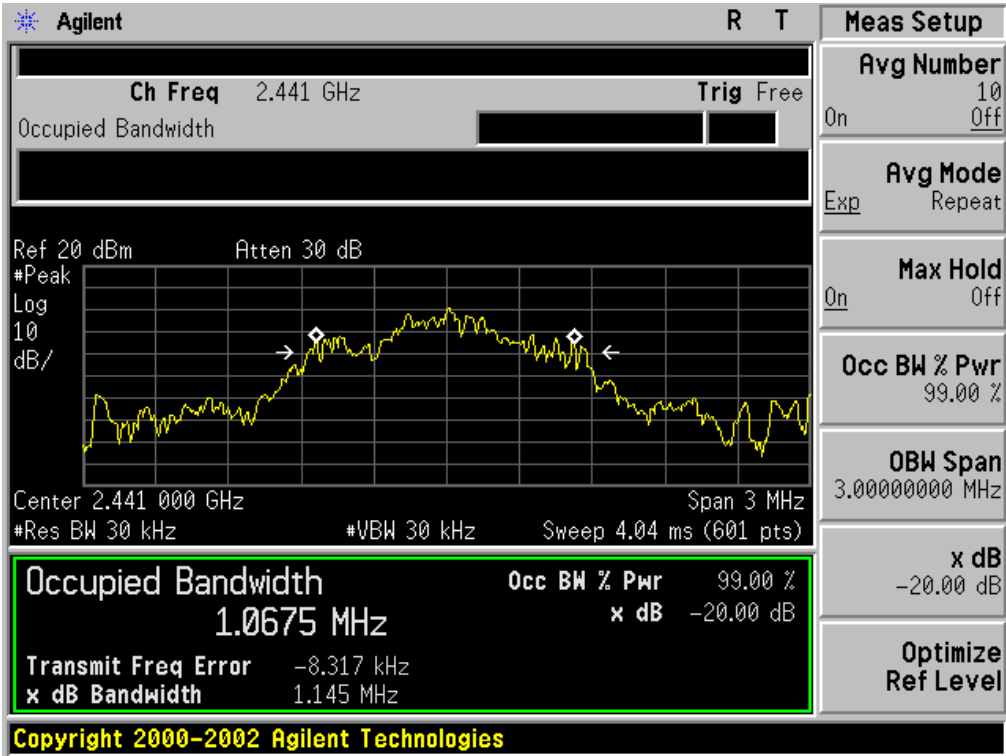 Agilent R T
Ch Freq 2.441 GHz Trig Free
Occupied Bandwidth
Ref 20 dBm Atten 30 dB
#Peak
Log
10
dB/
Center 2.441 000 GHz Span 3 MHz
#Res BW 30 kHz #VBW 30 kHz Sweep 4.04 ms (601 pts)
Occupied Bandwidth Occ BW % Pwr 99.00 %
1.0675 MHz x dB -20.00 dB
Transmit Freq Error -8.317 kHz
x dB Bandwidth 1.145 MHz
Copyright 2000-2002 Agilent Technologies
Meas Setup
Avg Number
10
On Off
Avg Mode
Exp Repeat
Max Hold
On Off
Occ BW % Pwr
99.00 %
OBW Span
3.00000000 MHz
x dB
-20.00 dB
Optimize
Ref Level